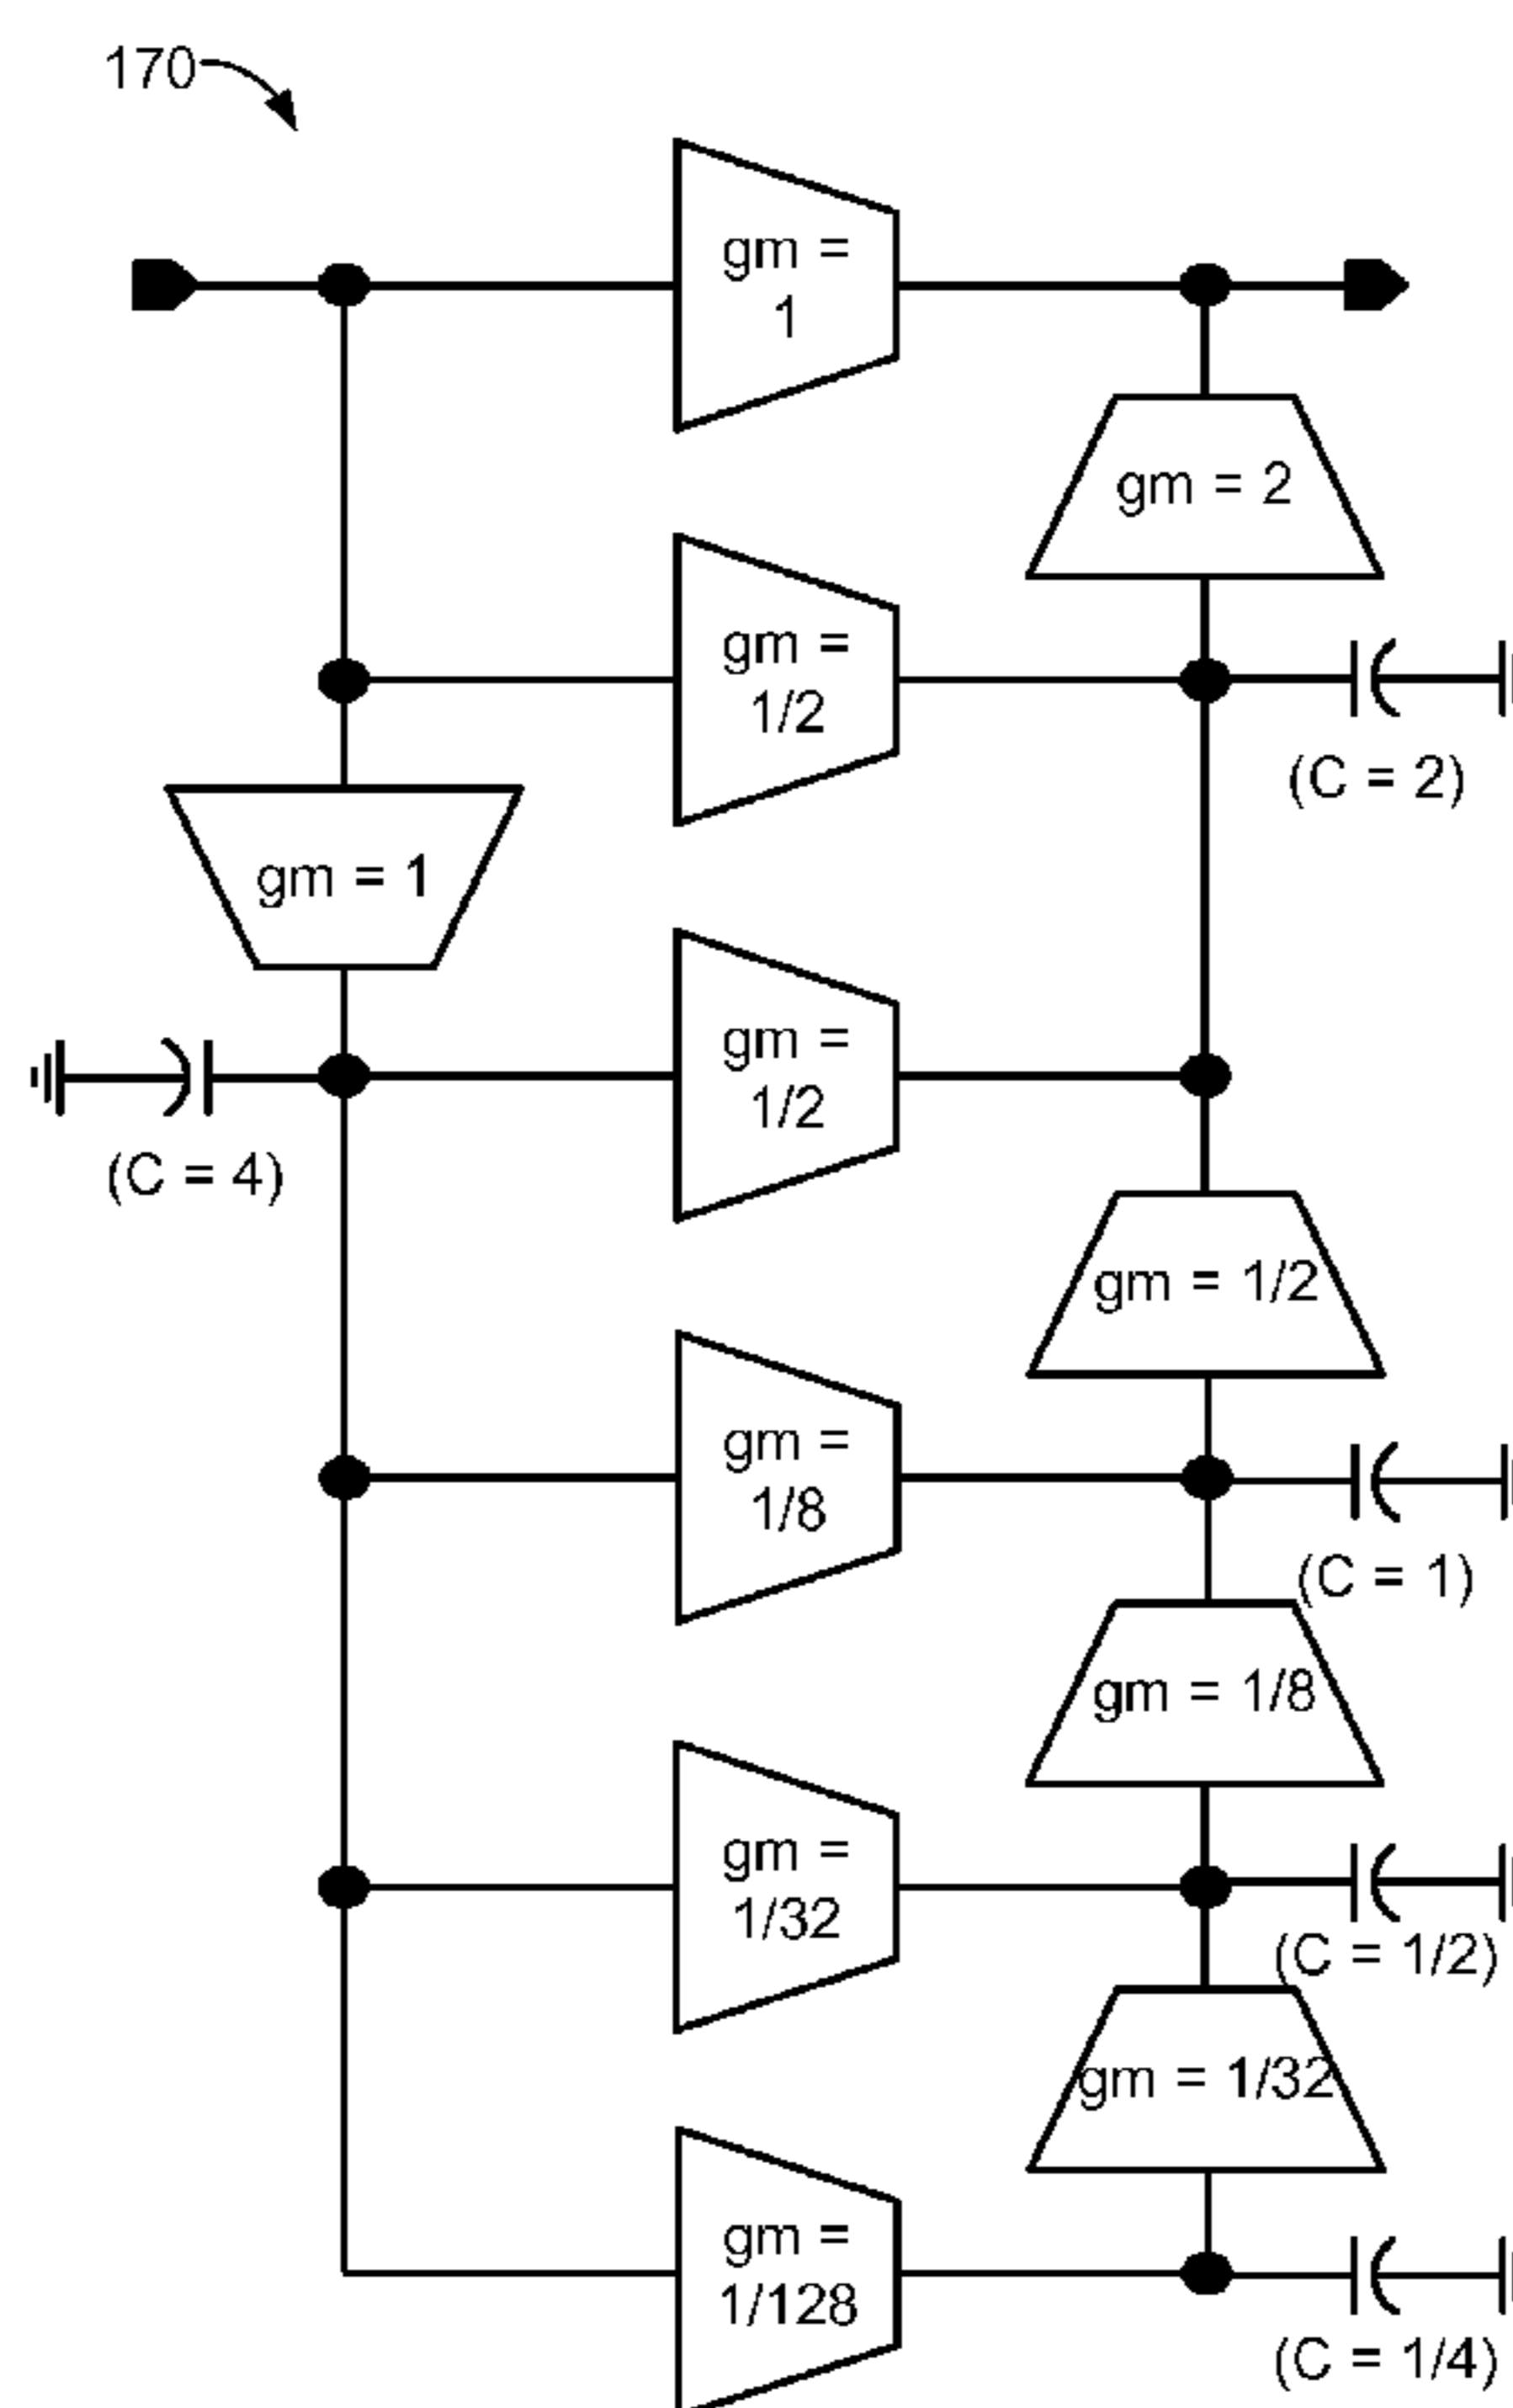 170
gm =
1
gm = 2
gm =
1/2
(C = 2)
gm = 1
gm =
1/2
(C = 4)
gm = 1/2
gm =
1/8
(C = 1)
gm = 1/8
gm =
1/32
(C = 1/2)
gm = 1/32
gm =
1/128
(C = 1/4)